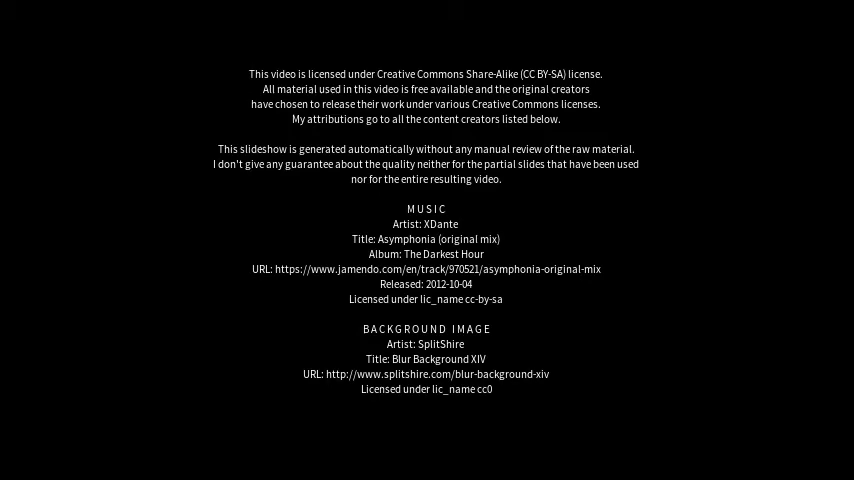 This video is licensed under Creative Commons Share-Alike (CC BY-SA) license.
All material used in this video is free available and the original creators
have chosen to release their work under various Creative Commons licenses.
My attributions go to all the content creators listed below.
This slideshow is generated automatically without any manual review of the raw material.
I don't give any guarantee about the quality neither for the partial slides that have been used
nor for the entire resulting video.
MUSIC
Artist: XDante
Title: Asymphonia (original mix)
Album: The Darkest Hour
URL: https://www.jamendo.com/en/track/970521/asymphonia-original-mix
Released: 2012-10-04
Licensed under lic_name cc-by-sa
BACKGROUND IMAGE
Artist: SplitShire
Title: Blur Background XIV
URL: http://www.splitshire.com/blur-background-xiv
Licensed under lic_name cc0